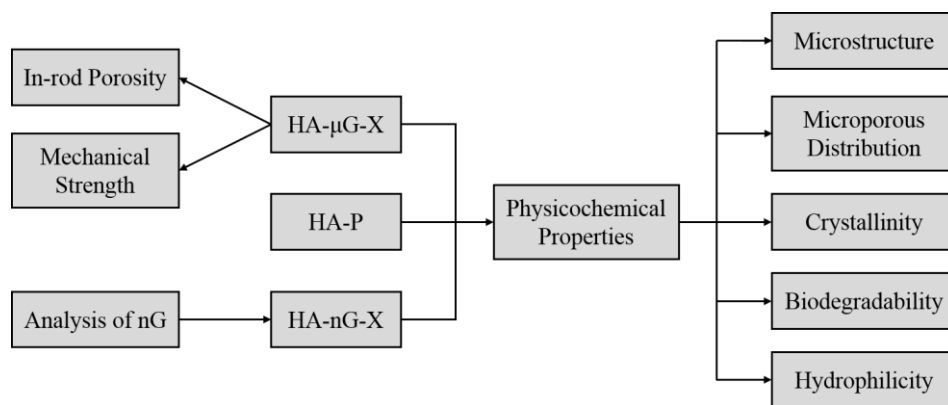 In-rod Porosity
Mechanical
Strength
Analysis of nG
HA-μG-X
HA-P
HA-nG-X
Physicochemical
Properties
Microstructure
Microporous
Distribution
Crystallinity
Biodegradability
Hydrophilicity